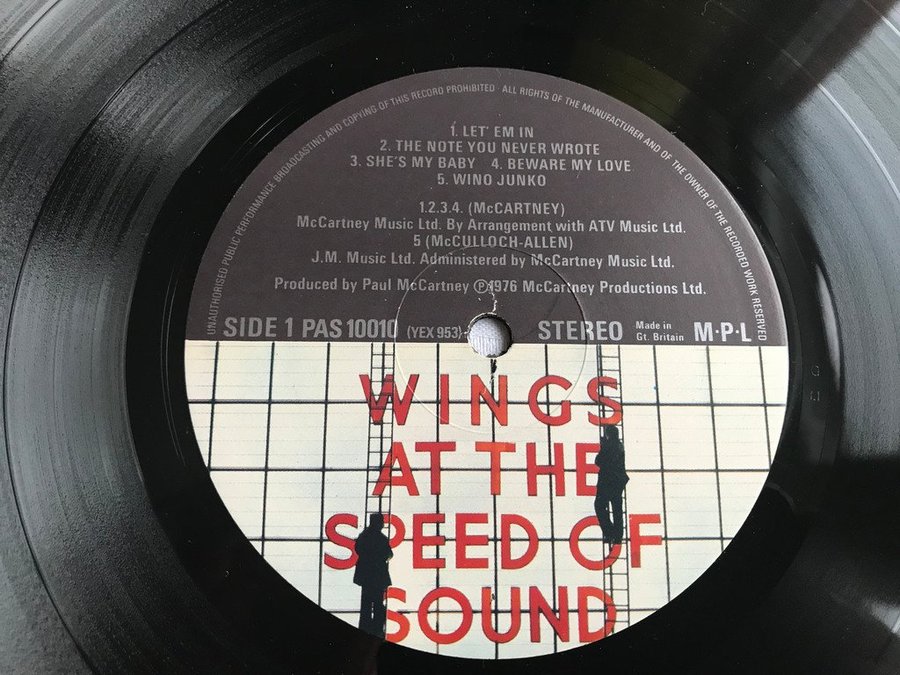 UNAUTHORISED PUBLIC PERFORMANCE BROADCASTING AND COPYING OF THIS RECORD PROHIBITED · ALL RIGHTS OF THE MANUFACTURER AND OF THE OWNER OF THE RECORDED WORK RESERVED
1. LET' EM IN
2. THE NOTE YOU NEVER WROTE
3. SHE'S MY BABY 4. BEWARE MY LOVE
5. WINO JUNKO
1.2.3.4. (McCARTNEY)
McCartney Music Ltd. By Arrangement with ATV Music Ltd.
5 (McCULLOCH-ALLEN)
J.M. Music Ltd. Administered by McCartney Music Ltd.
Produced by Paul McCartney ℗1976 McCartney Productions Ltd.
SIDE 1 PAS 10010 (YEX 953) STEREO Made in Gt. Britain M·P·L
WINGS
AT THE
SPEED OF
SOUND